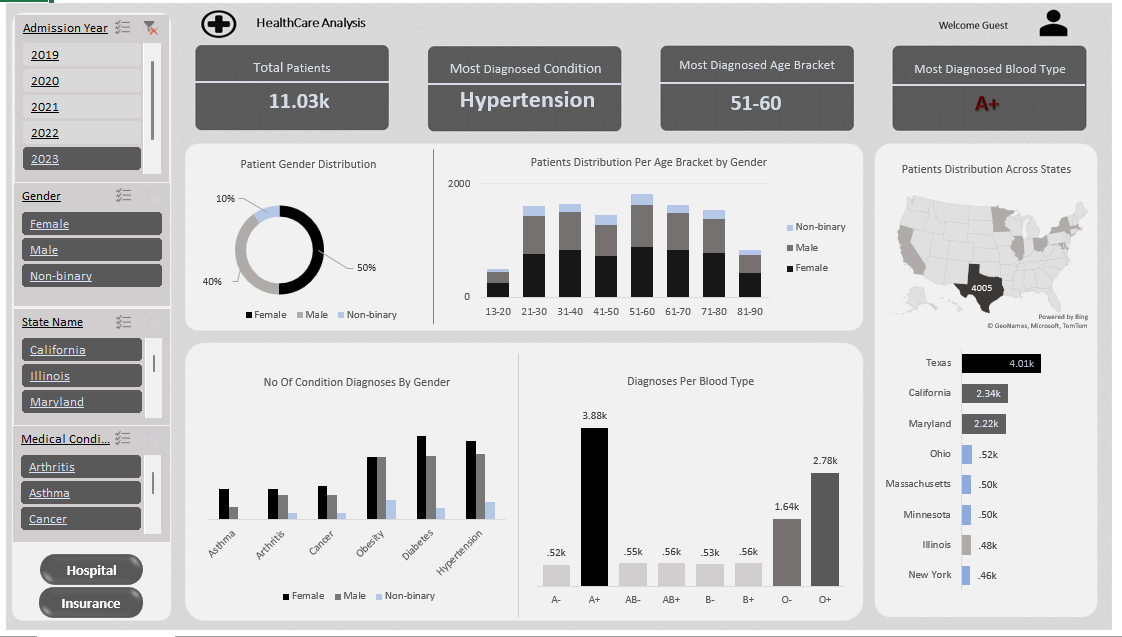 HealthCare Analysis
Welcome Guest
Admission Year
2019
2020
2021
2022
2023
Gender
Female
Male
Non-binary
State Name
California
Illinois
Maryland
Medical Condi...
Arthritis
Asthma
Cancer
Hospital
Insurance
Total Patients
11.03k
Most Diagnosed Condition
Hypertension
Most Diagnosed Age Bracket
51-60
Most Diagnosed Blood Type
A+
Patient Gender Distribution
10%
50%
40%
Female Male Non-binary
Patients Distribution Per Age Bracket by Gender
2000
0
13-20 21-30 31-40 41-50 51-60 61-70 71-80 81-90
Non-binary
Male
Female
Patients Distribution Across States
4005
Powered by Bing
© GeoNames, Microsoft, TomTom
Texas 4.01k
California 2.34k
Maryland 2.22k
Ohio .52k
Massachusetts .50k
Minnesota .50k
Illinois .48k
New York .46k
No Of Condition Diagnoses By Gender
Asthma Arthritis Cancer Obesity Diabetes Hypertension
Female Male Non-binary
Diagnoses Per Blood Type
.52k 3.88k .55k .56k .53k .56k 1.64k 2.78k
A- A+ AB- AB+ B- B+ O- O+